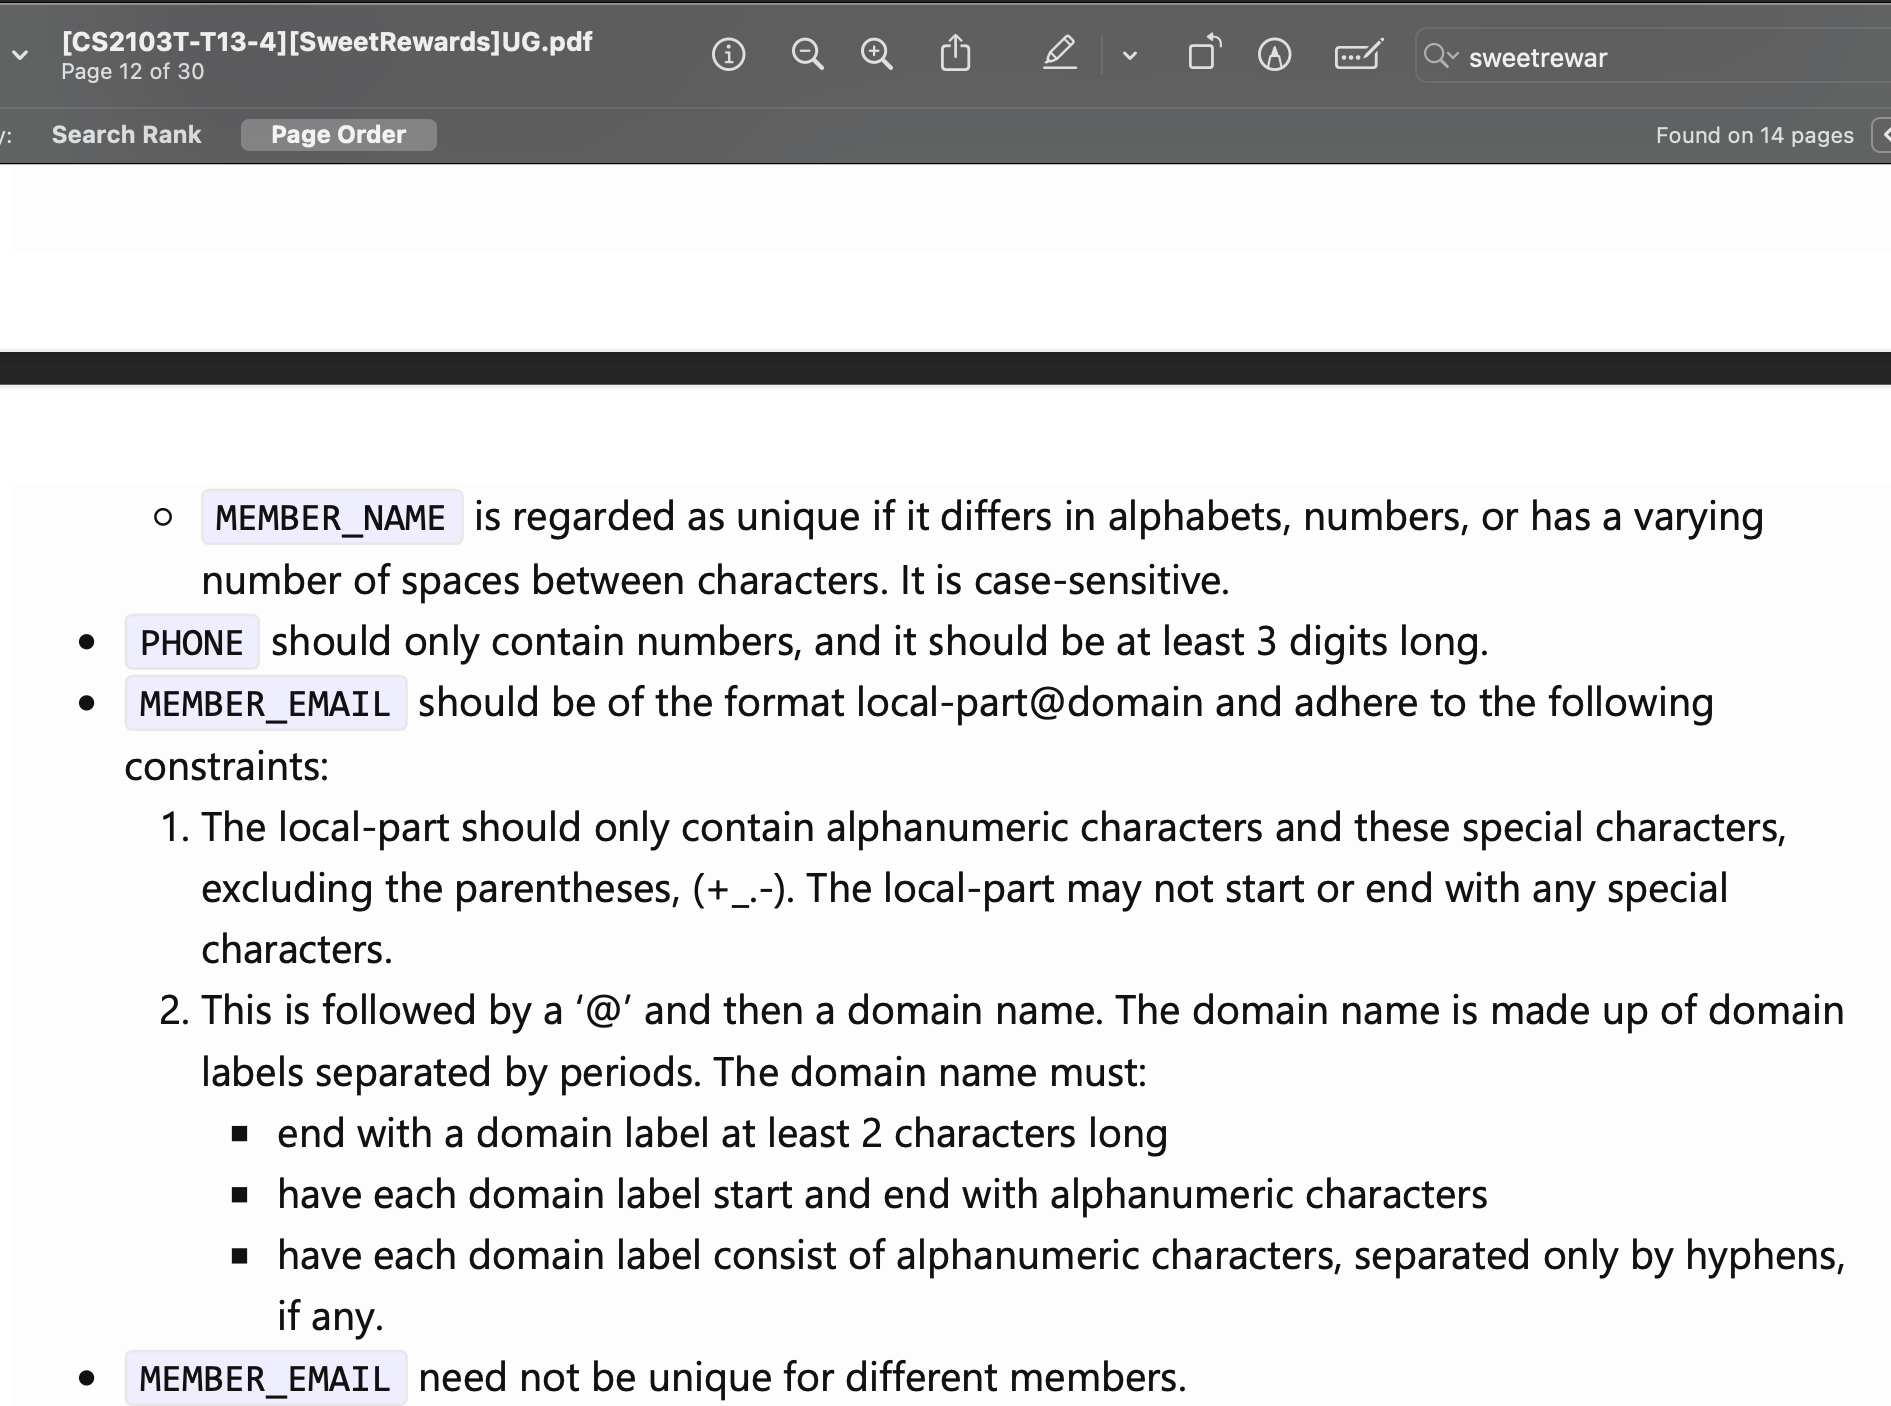 [CS2103T-T13-4][SweetRewards]UG.pdf
Page 12 of 30
sweetrewar
y: Search Rank Page Order Found on 14 pages
MEMBER_NAME is regarded as unique if it differs in alphabets, numbers, or has a varying
number of spaces between characters. It is case-sensitive.
PHONE should only contain numbers, and it should be at least 3 digits long.
MEMBER_EMAIL should be of the format local-part@domain and adhere to the following
constraints:
1. The local-part should only contain alphanumeric characters and these special characters,
excluding the parentheses, (+_.-). The local-part may not start or end with any special
characters.
2. This is followed by a ‘@’ and then a domain name. The domain name is made up of domain
labels separated by periods. The domain name must:
end with a domain label at least 2 characters long
have each domain label start and end with alphanumeric characters
have each domain label consist of alphanumeric characters, separated only by hyphens,
if any.
MEMBER_EMAIL need not be unique for different members.